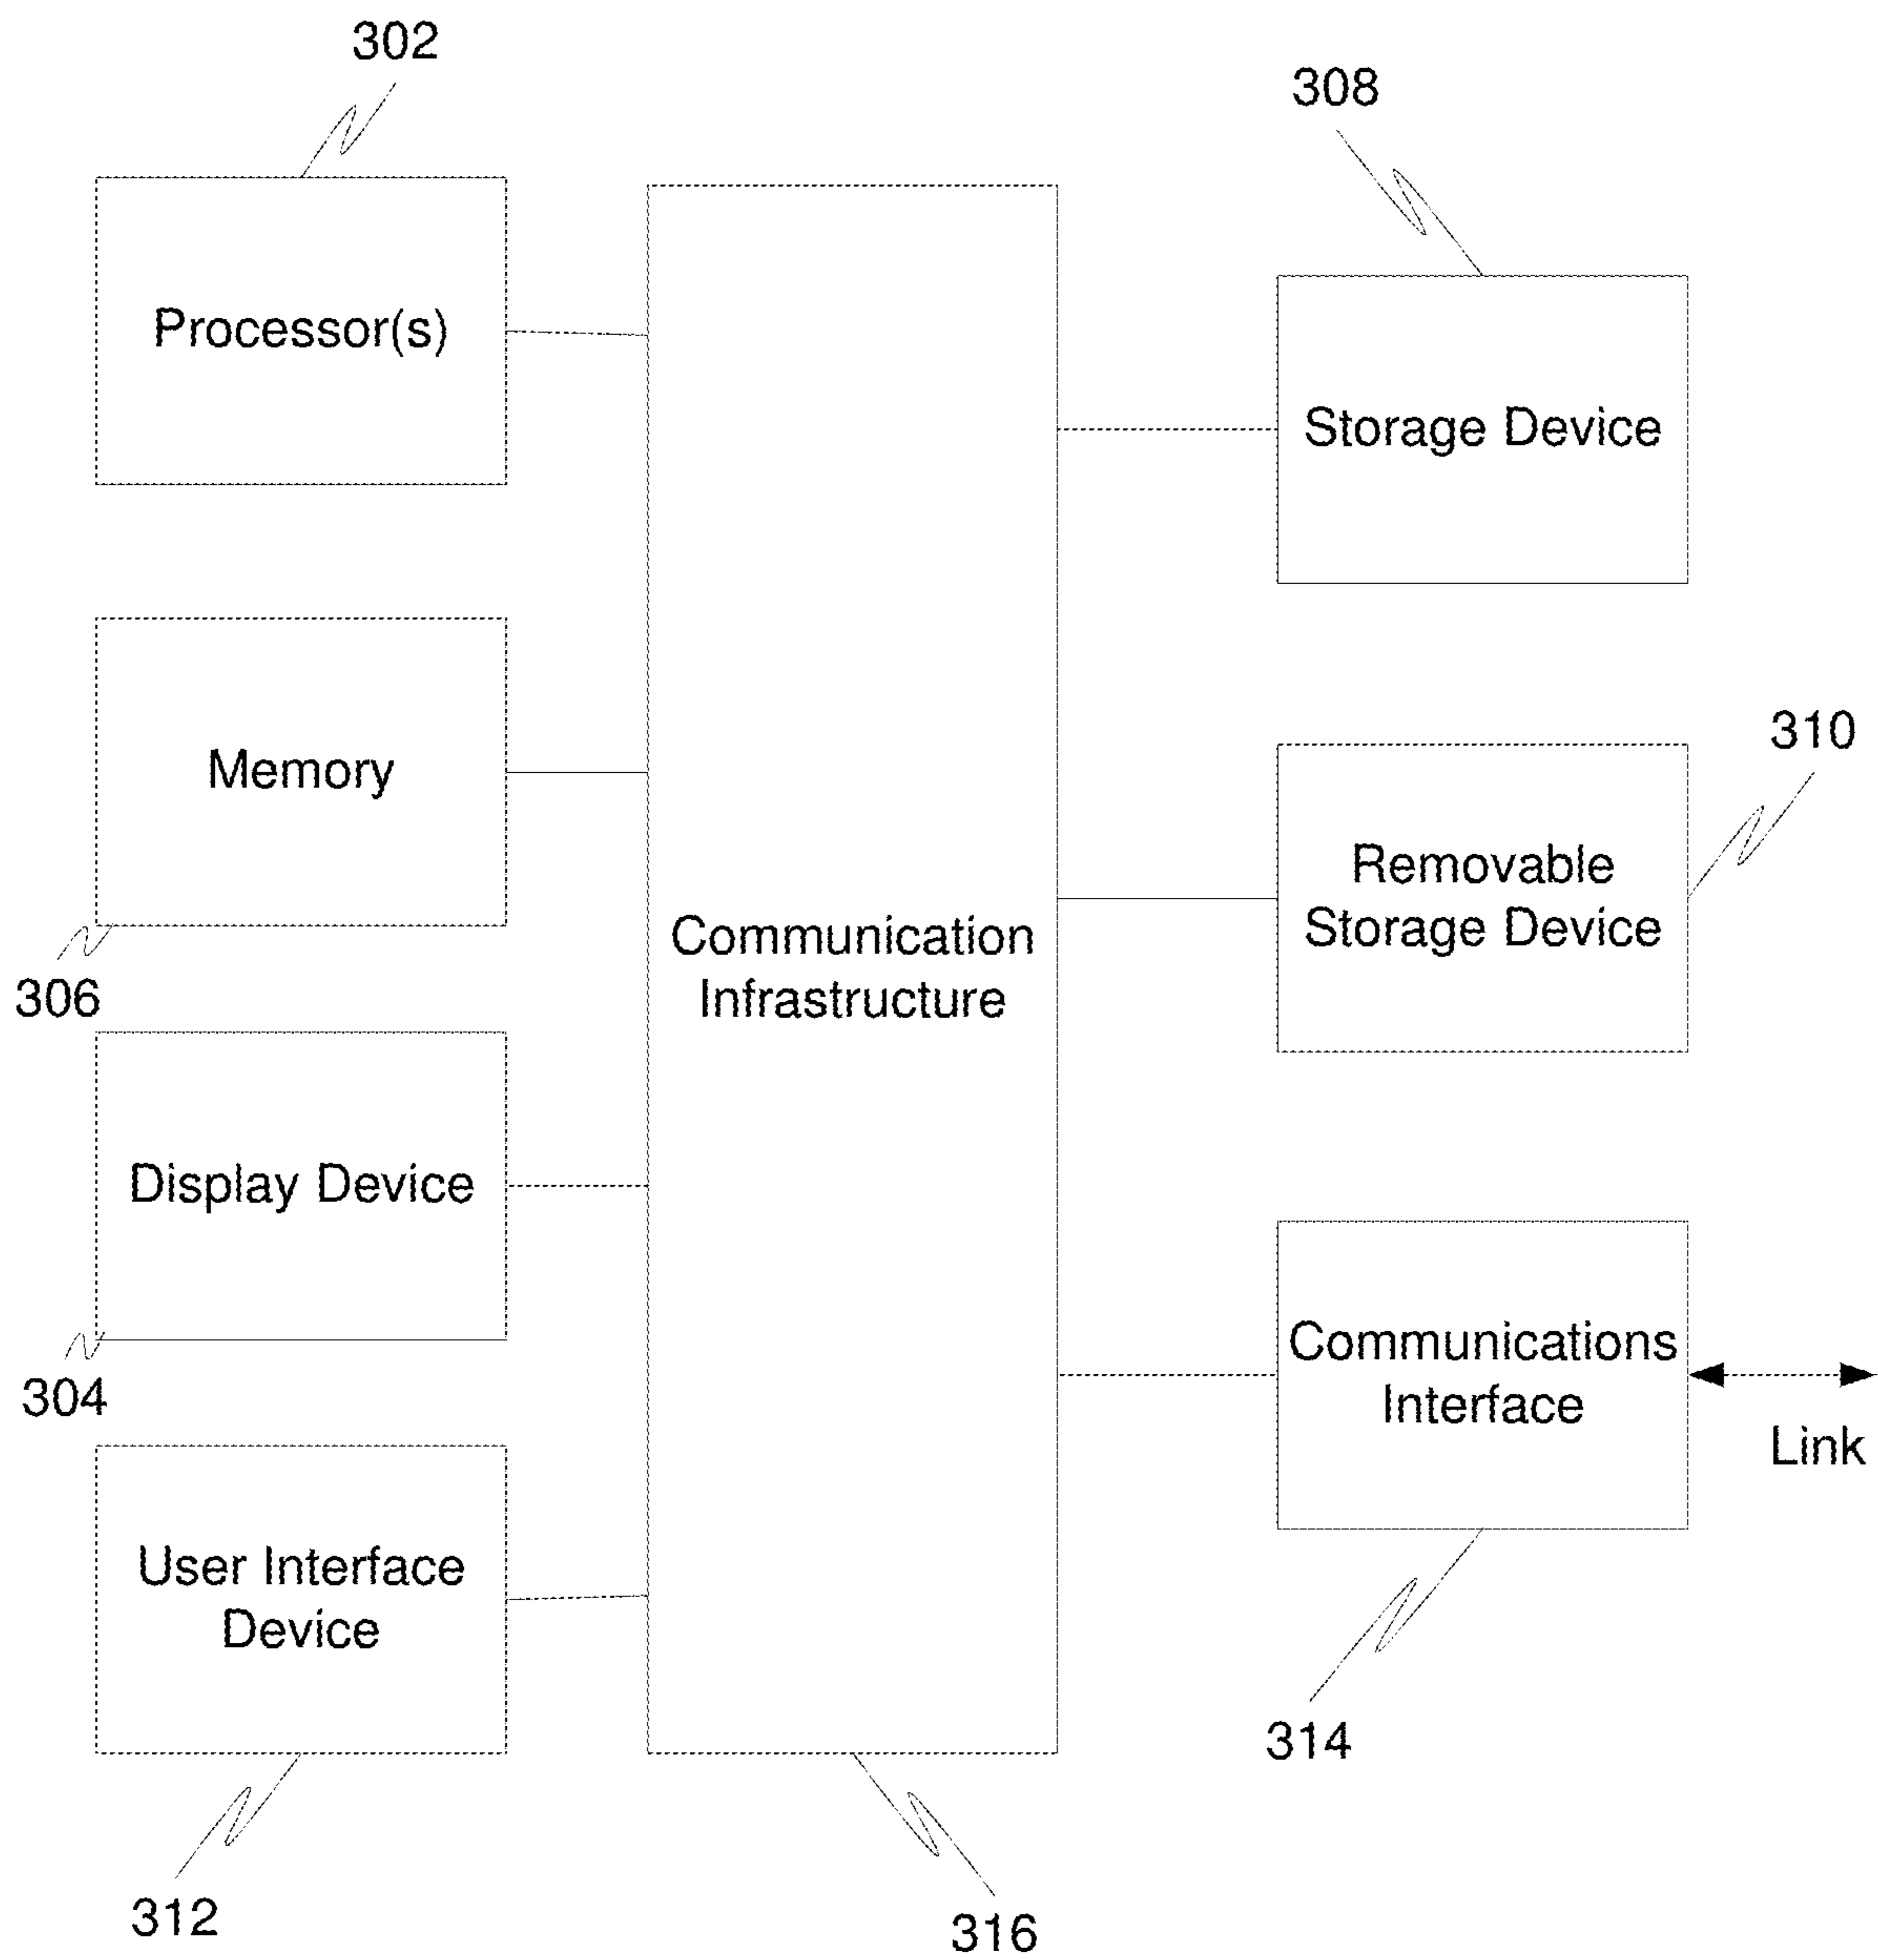 302
308
Processor(s)
Storage Device
310
Memory
Removable
Storage Device
Communication
Infrastructure
306
Display Device
Communications
Interface
304
Link
User Interface
Device
314
312
316